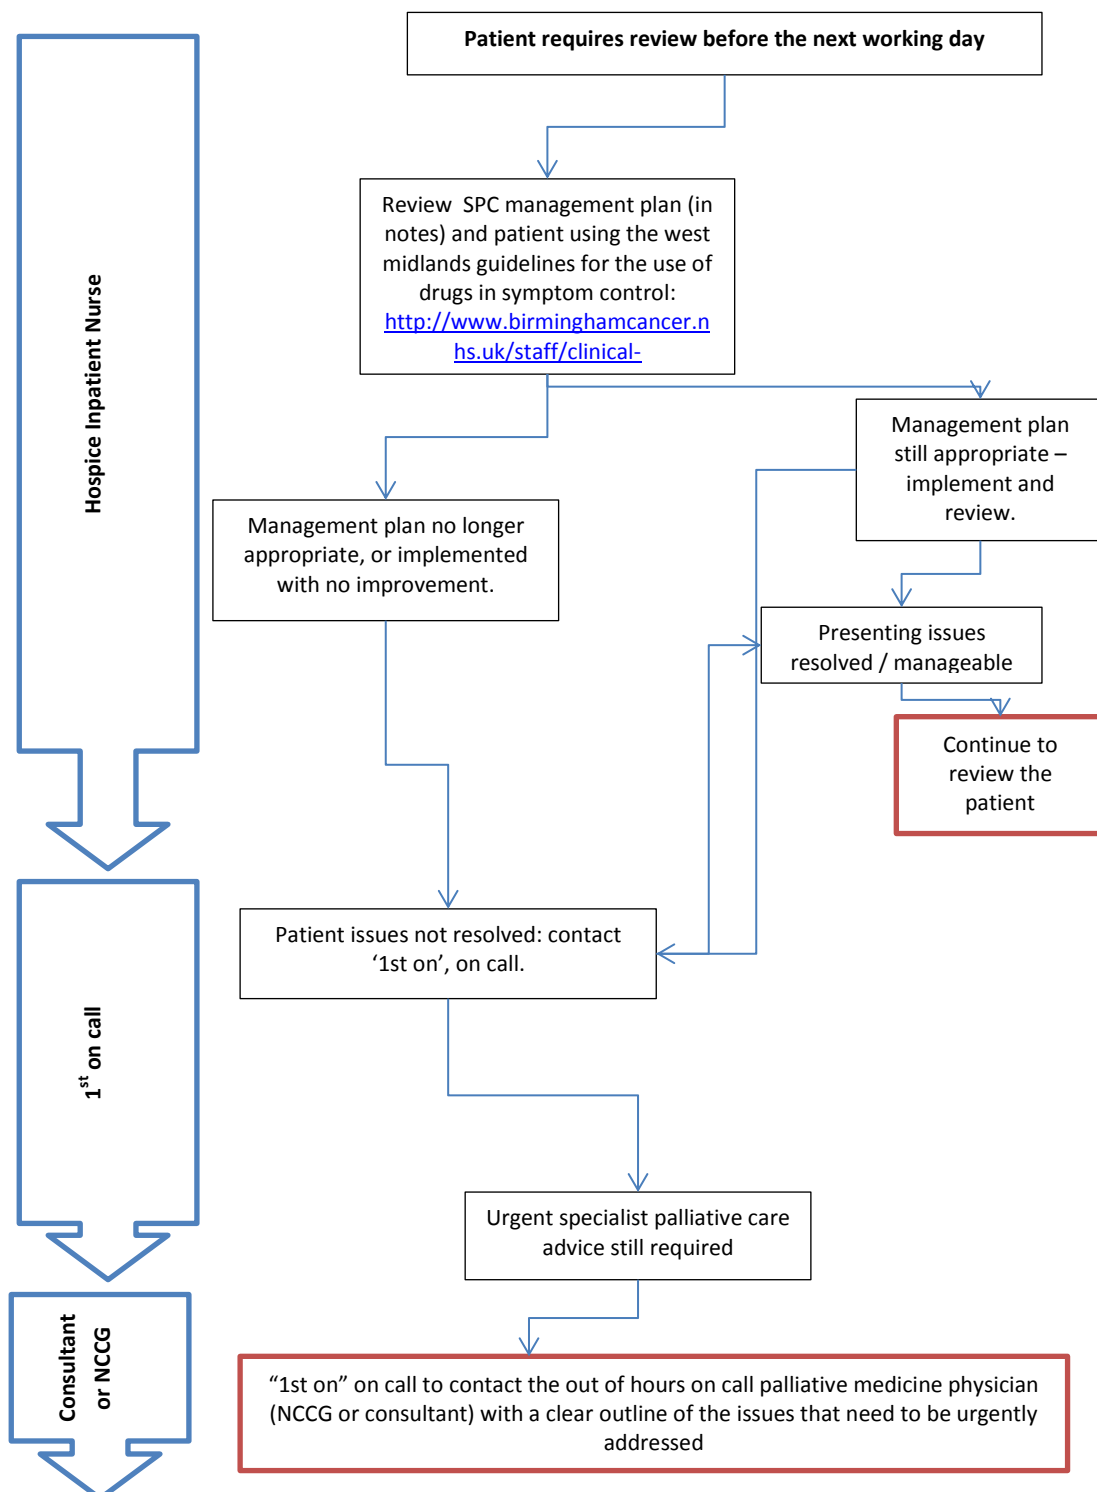 Patient requires review before the next working day
Hospice Inpatient Nurse
Review  SPC management plan (in
notes) and patient using the west
midlands guidelines for the use of
drugs in symptom control:
http://www.birminghamcancer.n
hs.uk/staff/clinical-
Management plan
still appropriate –
implement and
review.
Management plan no longer
appropriate, or implemented
with no improvement.
Presenting issues
resolved / manageable
Continue to
review the
patient
1st on call
Patient issues not resolved: contact
‘1st on’, on call.
Urgent specialist palliative care
advice still required
Consultant
or NCCG
“1st on” on call to contact the out of hours on call palliative medicine physician
(NCCG or consultant) with a clear outline of the issues that need to be urgently
addressed